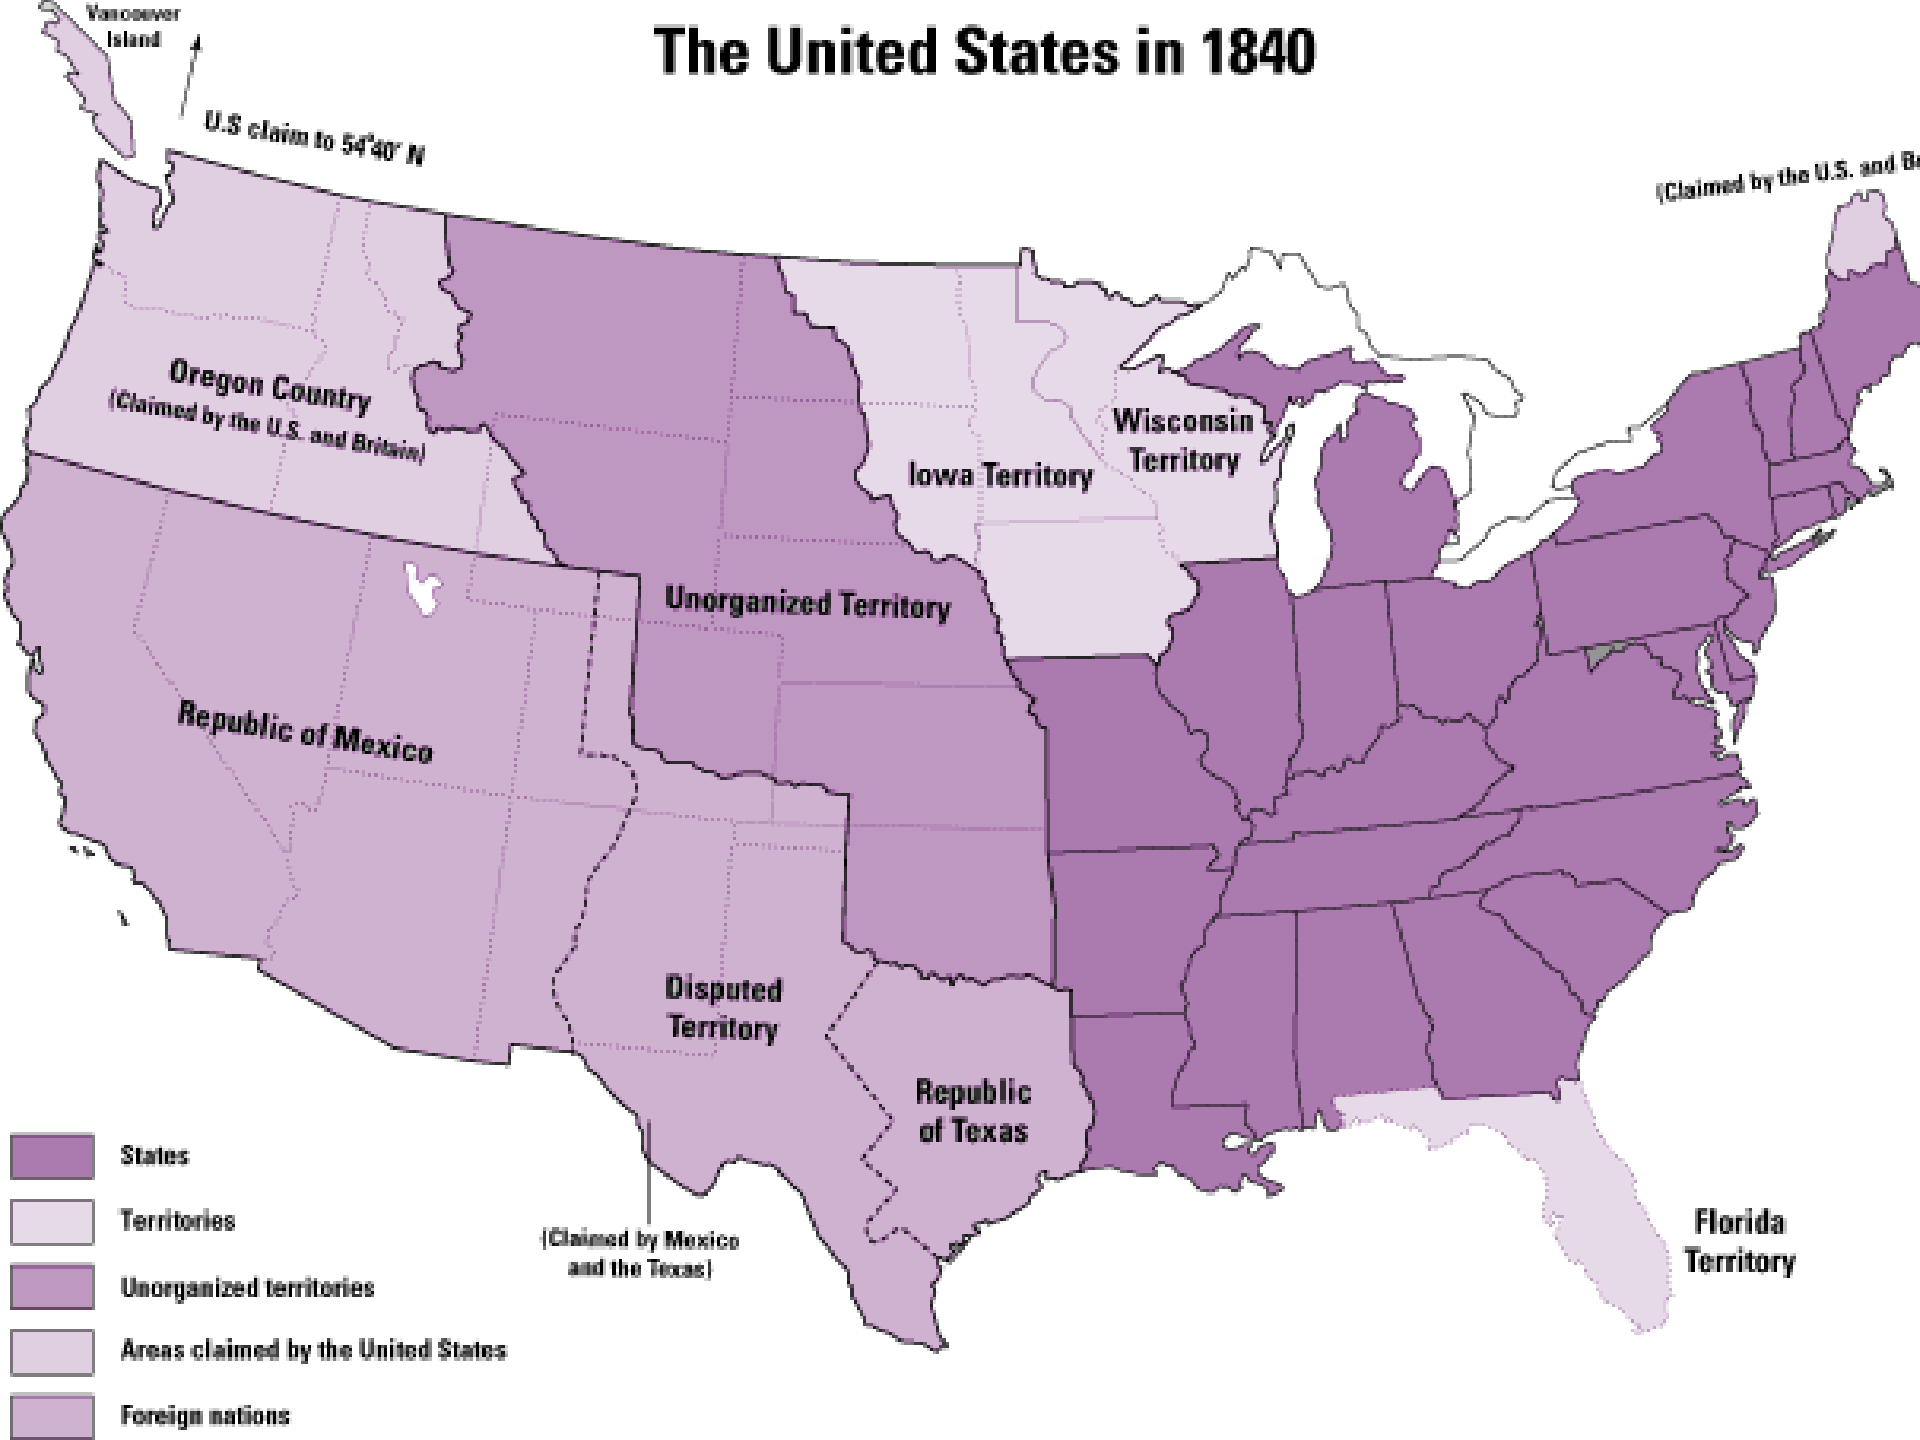 The United States in 1840
Vancouver
Island
U.S claim to 54°40' N
(Claimed by the U.S. and
Oregon Country
(Claimed by the U.S. and Britain)
Wisconsin
Territory
Iowa Territory
Unorganized Territory
Republic of Mexico
Disputed
Territory
Republic
of Texas
(Claimed by Mexico
and the Texas)
Florida
Territory
States
Territories
Unorganized territories
Areas claimed by the United States
Foreign nations